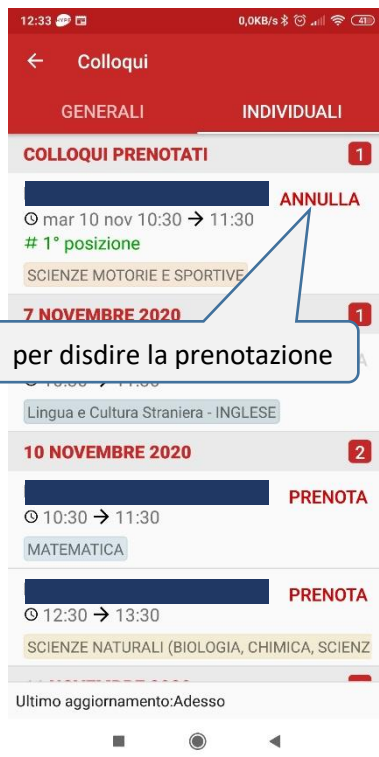 12:33 0,0KB/s 41
Colloqui
GENERALI INDIVIDUALI
COLLOQUI PRENOTATI 1
ANNULLA
mar 10 nov 10:30 → 11:30
# 1° posizione
SCIENZE MOTORIE E SPORTIVE
7 NOVEMBRE 2020 1
per disdire la prenotazione
Lingua e Cultura Straniera - INGLESE
10 NOVEMBRE 2020 2
PRENOTA
10:30 → 11:30
MATEMATICA
PRENOTA
12:30 → 13:30
SCIENZE NATURALI (BIOLOGIA, CHIMICA, SCIENZ
Ultimo aggiornamento:Adesso